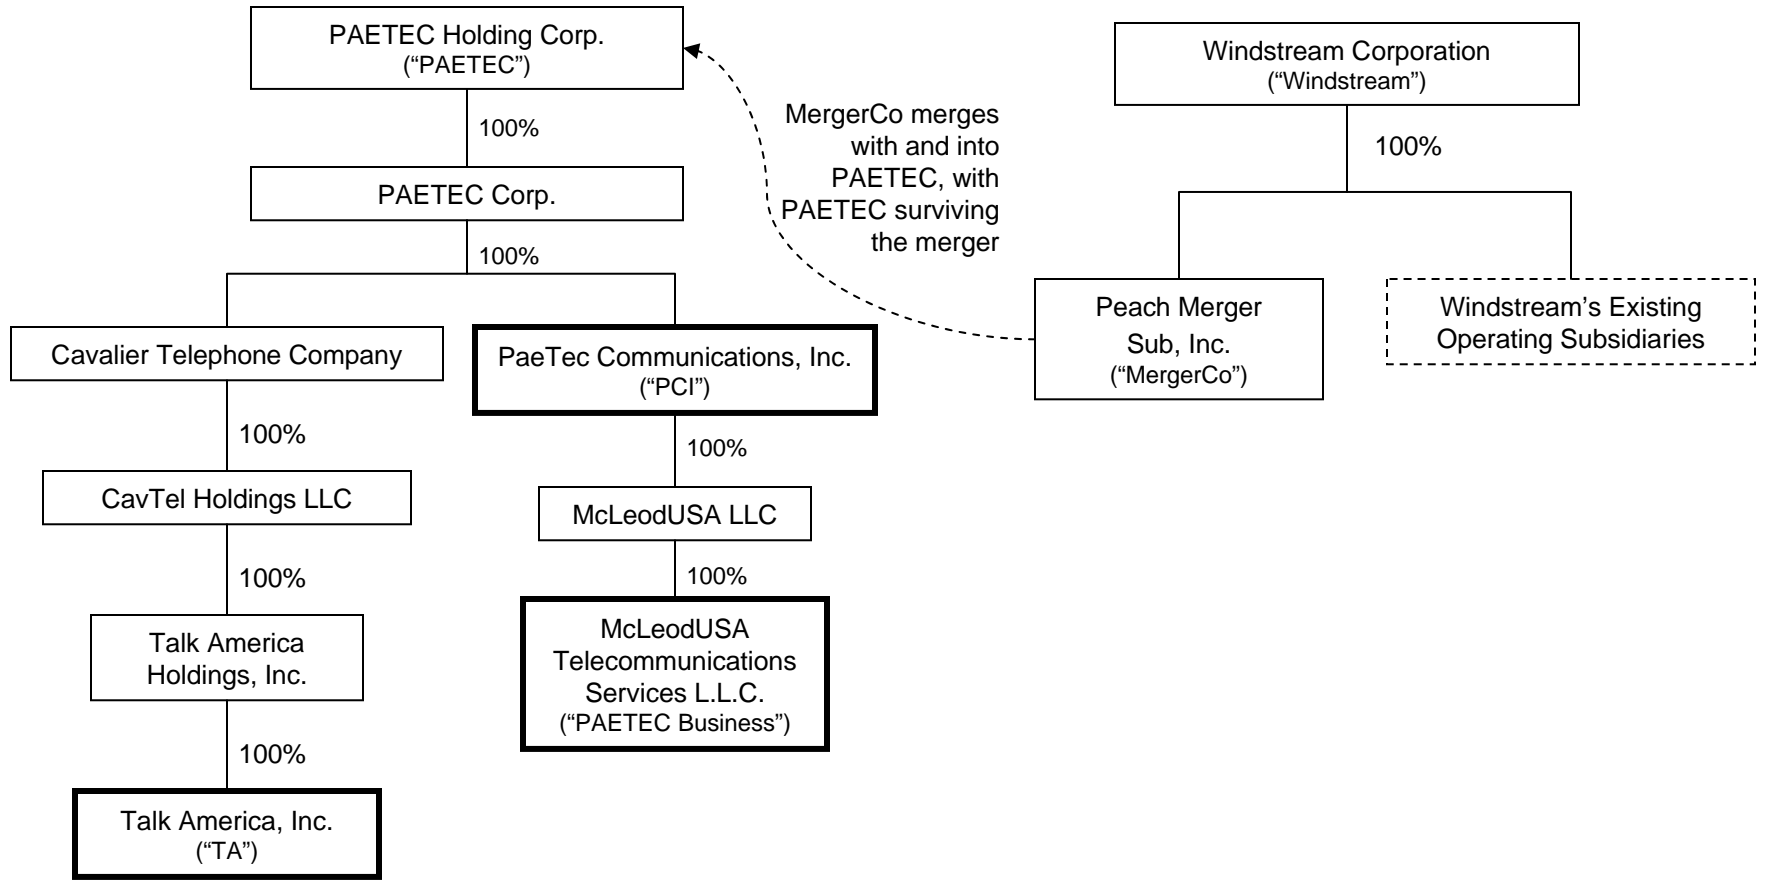 PAETEC Holding Corp.
(“PAETEC”)
100%
PAETEC Corp.
100%
Cavalier Telephone Company
100%
CavTel Holdings LLC
100%
Talk America
Holdings, Inc.
100%
Talk America, Inc.
(“TA”)
PaeTec Communications, Inc.
(“PCI”)
100%
McLeodUSA LLC
100%
McLeodUSA
Telecommunications
Services L.L.C.
(“PAETEC Business”)
MergerCo merges
with and into
PAETEC, with
PAETEC surviving
the merger
Windstream Corporation
(“Windstream”)
100%
Peach Merger
Sub, Inc.
(“MergerCo”)
Windstream’s Existing
Operating Subsidiaries